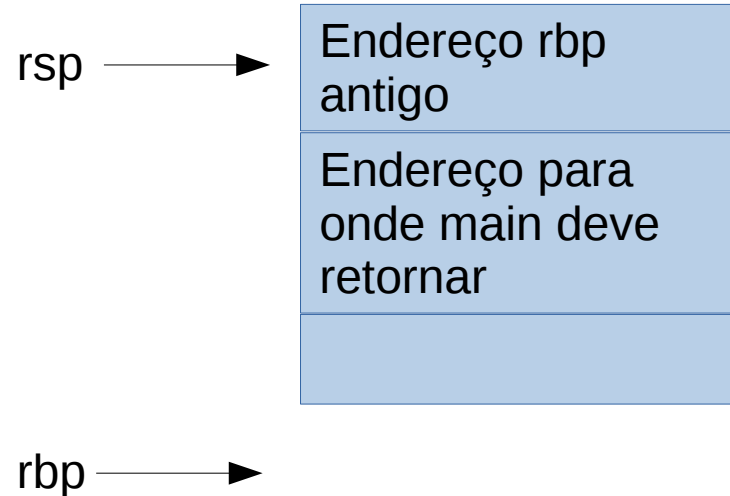 rsp
Endereço rbp
antigo
Endereço para
onde main deve
retornar
rbp